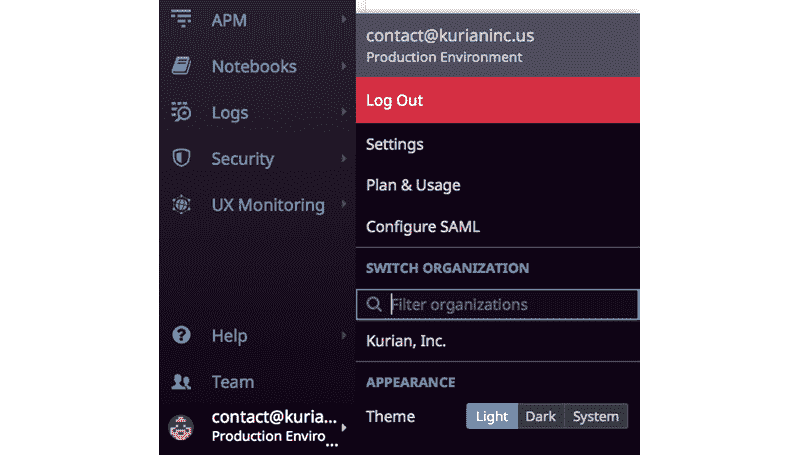 APM
Notebooks
Logs
Security
UX Monitoring
Help
Team
contact@kuria...
Production Enviro...
contact@kurianinc.us
Production Environment
Log Out
Settings
Plan & Usage
Configure SAML
SWITCH ORGANIZATION
Filter organizations
Kurian, Inc.
APPEARANCE
Theme Light Dark System